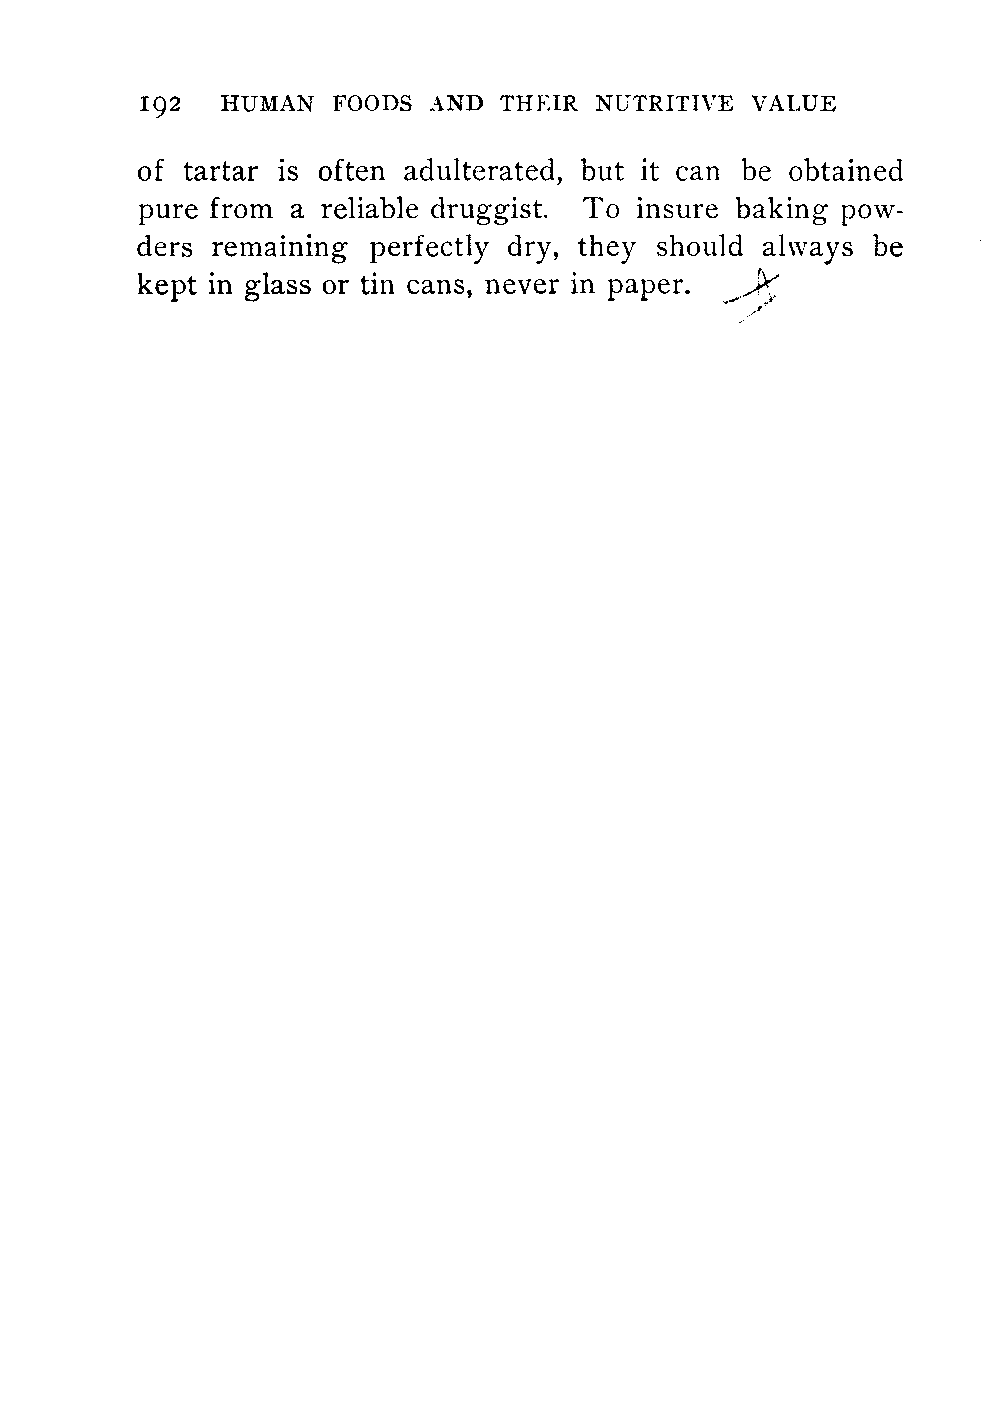 192 HUMAN FOODS AND THEIR NUTRITIVE VALUE
of tartar is often adulterated, but it can be obtained
pure from a reliable druggist. To insure baking pow-
ders remaining perfectly dry, they should always be
kept in glass or tin cans, never in paper.